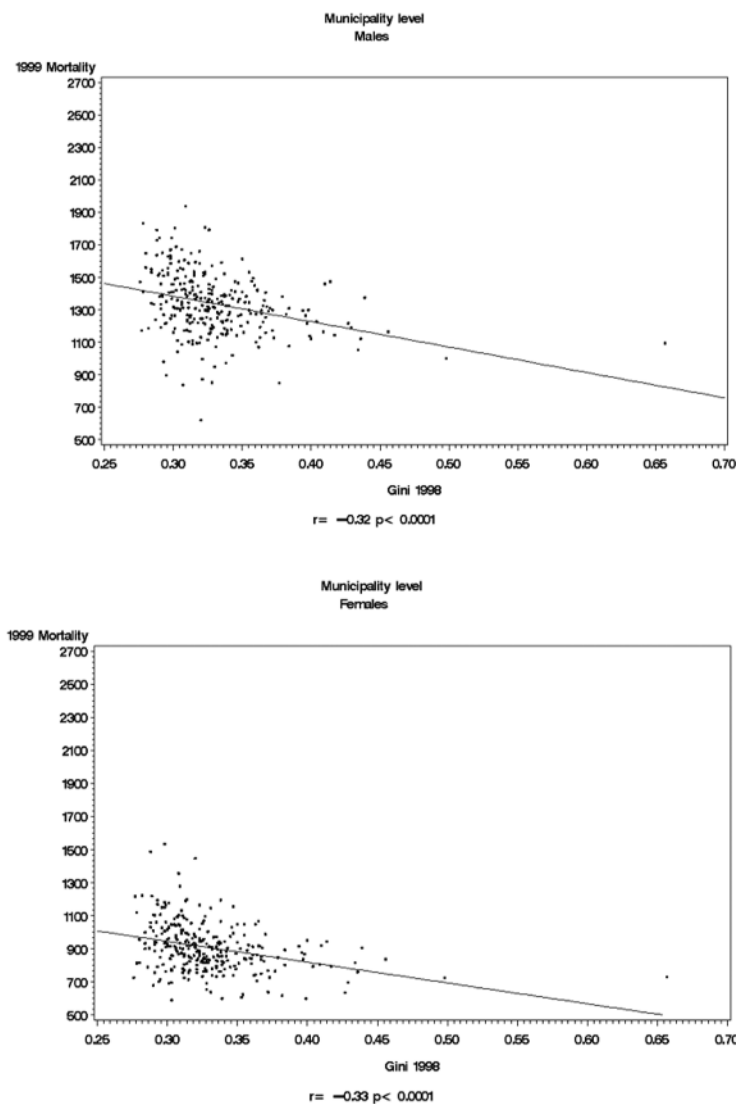 Municipality level
Males
1999 Mortality
2700
2500
2300
2100
1900
1700
1500
1300
1100
900
700
500
0.25 0.30 0.35 0.40 0.45 0.50 0.55 0.60 0.65 0.70
Gini 1998
r= −0.32 p< 0.0001
Municipality level
Females
1999 Mortality
2700
2500
2300
2100
1900
1700
1500
1300
1100
900
700
500
0.25 0.30 0.35 0.40 0.45 0.50 0.55 0.60 0.65 0.70
Gini 1998
r= −0.33 p< 0.0001